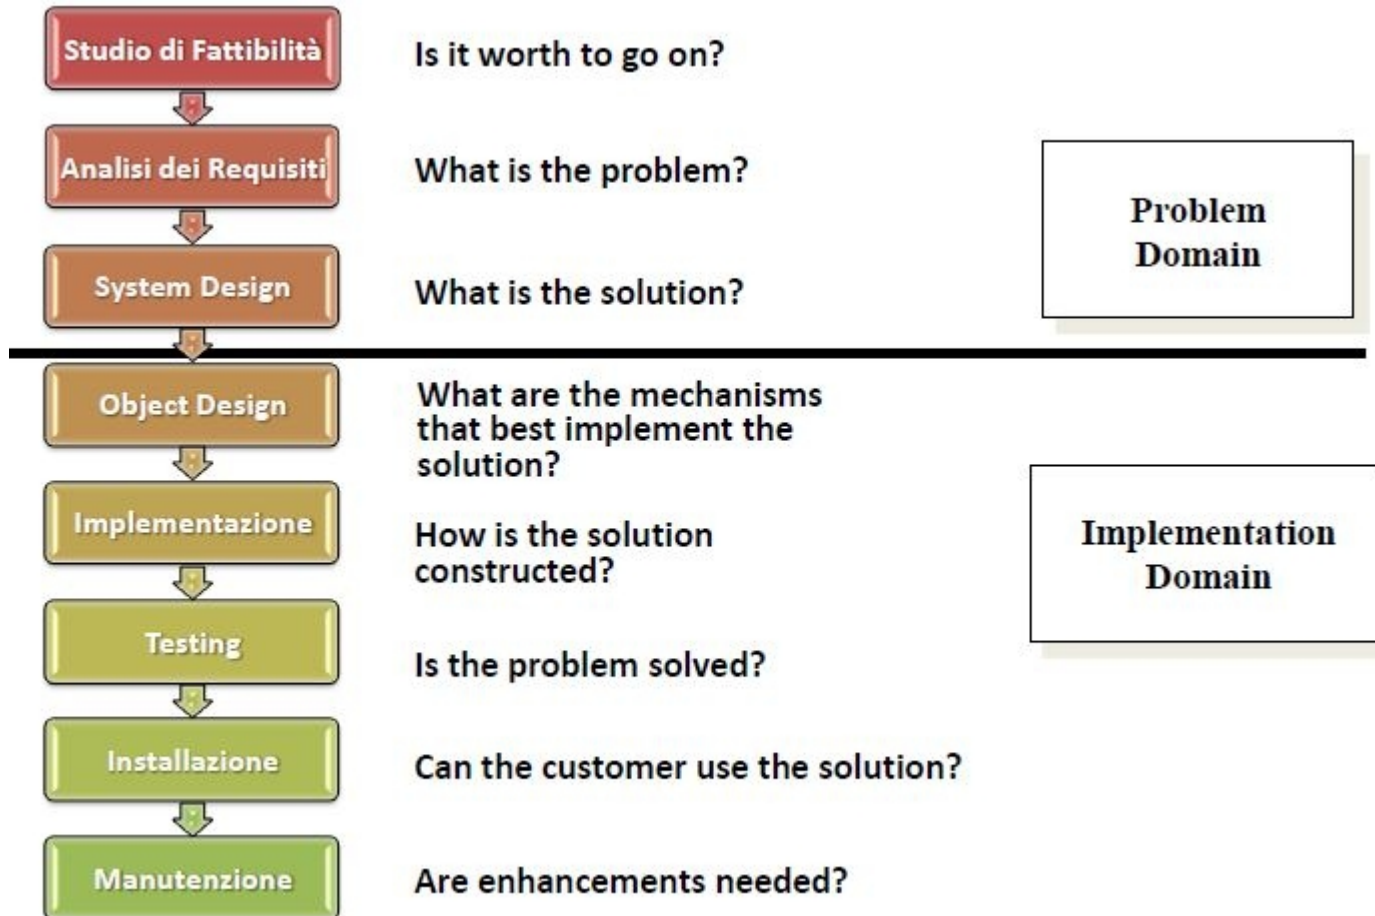 Studio di Fattibilità
Is it worth to go on?
Analisi dei Requisiti
What is the problem?
Problem
Domain
System Design
What is the solution?
Object Design
What are the mechanisms
that best implement the
solution?
Implementazione
How is the solution
constructed?
Implementation
Domain
Testing
Is the problem solved?
Installazione
Can the customer use the solution?
Manutenzione
Are enhancements needed?